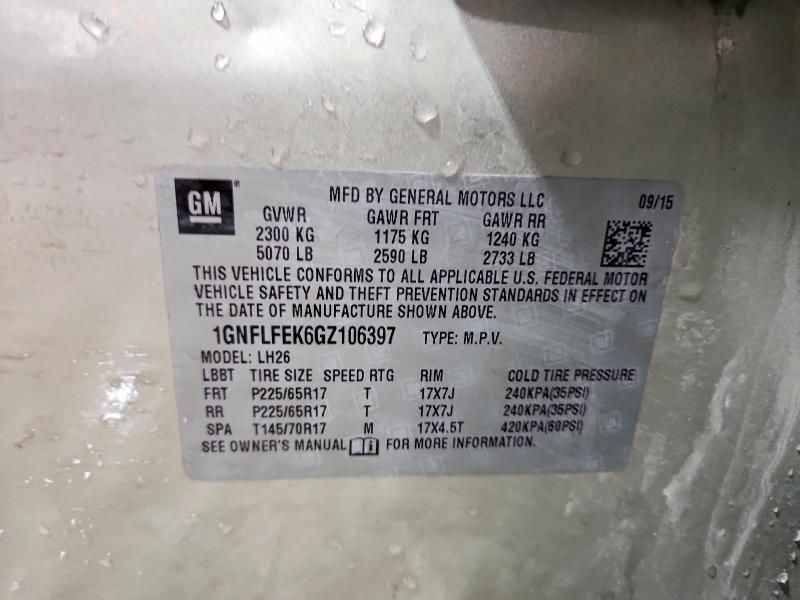 GM ® MFD BY GENERAL MOTORS LLC 09/15
GVWR GAWR FRT GAWR RR
2300 KG 1175 KG 1240 KG
5070 LB 2590 LB 2733 LB
THIS VEHICLE CONFORMS TO ALL APPLICABLE U.S. FEDERAL MOTOR
VEHICLE SAFETY AND THEFT PREVENTION STANDARDS IN EFFECT ON
THE DATE OF MANUFACTURE SHOWN ABOVE.
1GNFLFEK6GZ106397 TYPE: M.P.V.
MODEL: LH26
LBBT TIRE SIZE SPEED RTG RIM COLD TIRE PRESSURE
FRT P225/65R17 T 17X7J 240KPA(35PSI)
RR P225/65R17 T 17X7J 240KPA(35PSI)
SPA T145/70R17 M 17X4.5T 420KPA(60PSI)
SEE OWNER'S MANUAL i FOR MORE INFORMATION.